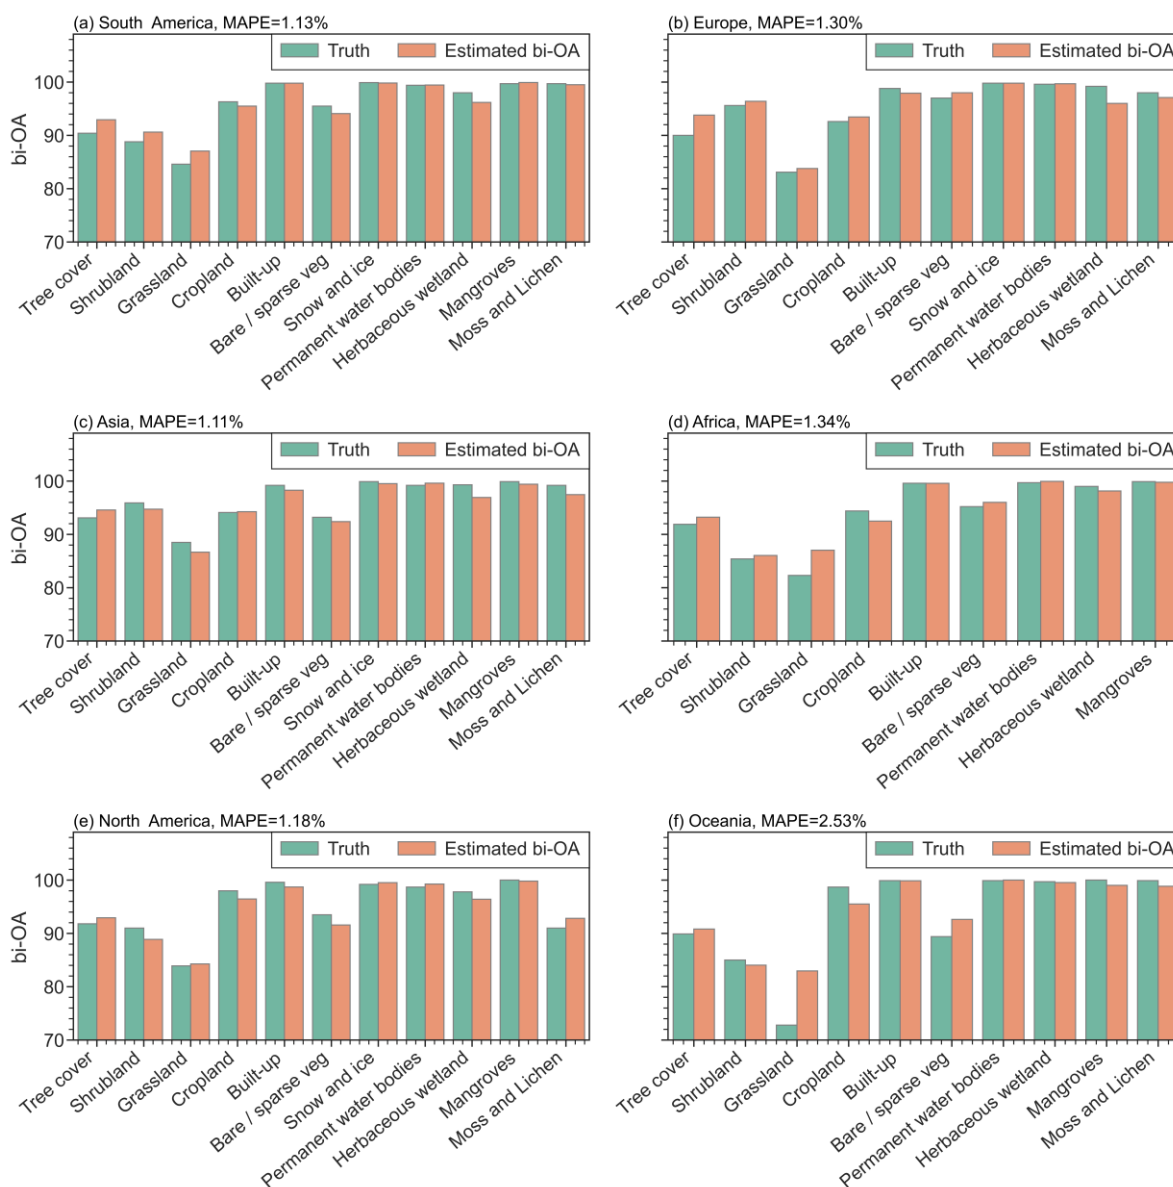 (a) South America, MAPE=1.13%
Truth Estimated bi-OA
bi-OA
100
90
80
70
Tree cover
Shrubland
Grassland
Cropland
Built-up
Bare / sparse veg
Snow and ice
Permanent water bodies
Herbaceous wetland
Mangroves
Moss and Lichen
(b) Europe, MAPE=1.30%
Truth Estimated bi-OA
Tree cover
Shrubland
Grassland
Cropland
Built-up
Bare / sparse veg
Snow and ice
Permanent water bodies
Herbaceous wetland
Moss and Lichen
(c) Asia, MAPE=1.11%
Truth Estimated bi-OA
bi-OA
100
90
80
70
Tree cover
Shrubland
Grassland
Cropland
Built-up
Bare / sparse veg
Snow and ice
Permanent water bodies
Herbaceous wetland
Mangroves
Moss and Lichen
(d) Africa, MAPE=1.34%
Truth Estimated bi-OA
Tree cover
Shrubland
Grassland
Cropland
Built-up
Bare / sparse veg
Permanent water bodies
Herbaceous wetland
Mangroves
(e) North America, MAPE=1.18%
Truth Estimated bi-OA
bi-OA
100
90
80
70
Tree cover
Shrubland
Grassland
Cropland
Built-up
Bare / sparse veg
Snow and ice
Permanent water bodies
Herbaceous wetland
Mangroves
Moss and Lichen
(f) Oceania, MAPE=2.53%
Truth Estimated bi-OA
Tree cover
Shrubland
Grassland
Cropland
Built-up
Bare / sparse veg
Permanent water bodies
Herbaceous wetland
Mangroves
Moss and Lichen